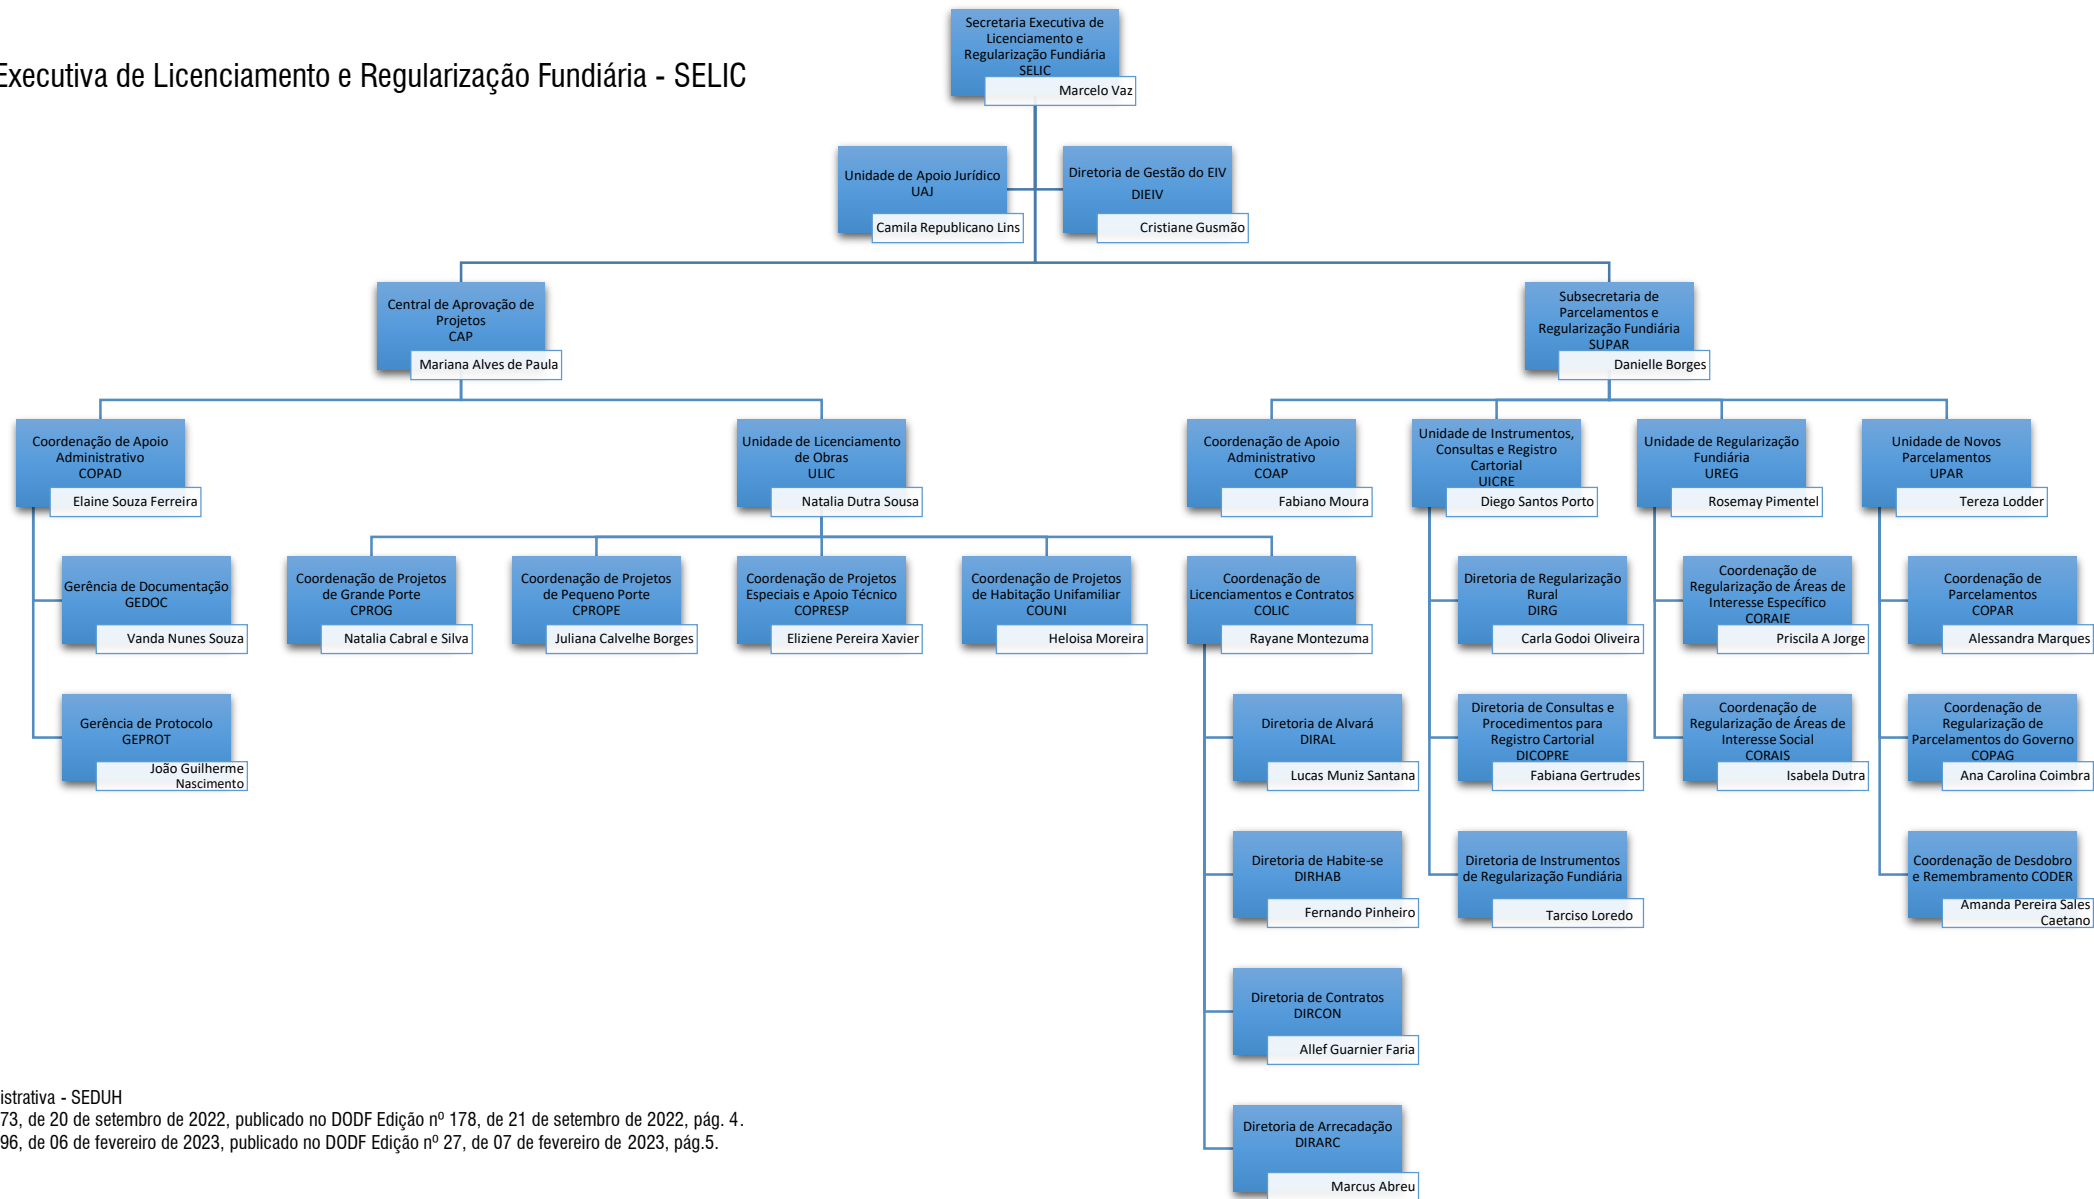 Executiva de Licenciamento e Regularização Fundiária - SELIC
Secretaria Executiva de
Licenciamento e
Regularização Fundiária
SELIC
Marcelo Vaz
Unidade de Apoio Jurídico
UAJ
Camila Republicano Lins
Diretoria de Gestão do EIV
DIEIV
Cristiane Gusmão
Central de Aprovação de
Projetos
CAP
Mariana Alves de Paula
Subsecretaria de
Parcelamentos e
Regularização Fundiária
SUPAR
Danielle Borges
Coordenação de Apoio
Administrativo
COPAD
Elaine Souza Ferreira
Unidade de Licenciamento
de Obras
ULIC
Natalia Dutra Sousa
Coordenação de Apoio
Administrativo
COAP
Fabiano Moura
Unidade de Instrumentos,
Consultas e Registro
Cartorial
UICRE
Diego Santos Porto
Unidade de Regularização
Fundiária
UREG
Rosemay Pimentel
Unidade de Novos
Parcelamentos
UPAR
Tereza Lodder
Gerência de Documentação
GEDOC
Vanda Nunes Souza
Coordenação de Projetos
de Grande Porte
CPROG
Natalia Cabral e Silva
Coordenação de Projetos
de Pequeno Porte
CPROPE
Juliana Calvelhe Borges
Coordenação de Projetos
Especiais e Apoio Técnico
COPRESP
Eliziene Pereira Xavier
Coordenação de Projetos
de Habitação Unifamiliar
COUNI
Heloisa Moreira
Coordenação de
Licenciamentos e Contratos
COLIC
Rayane Montezuma
Diretoria de Regularização
Rural
DIRG
Carla Godoi Oliveira
Coordenação de
Regularização de Áreas de
Interesse Específico
CORAIE
Priscila A Jorge
Coordenação de
Parcelamentos
COPAR
Alessandra Marques
Gerência de Protocolo
GEPROT
João Guilherme
Nascimento
Diretoria de Alvará
DIRAL
Lucas Muniz Santana
Diretoria de Consultas e
Procedimentos para
Registro Cartorial
DICOPRE
Fabiana Gertrudes
Coordenação de
Regularização de Áreas de
Interesse Social
CORAIS
Isabela Dutra
Coordenação de
Regularização de
Parcelamentos do Governo
COPAG
Ana Carolina Coimbra
Diretoria de Habite-se
DIRHAB
Fernando Pinheiro
Diretoria de Instrumentos
de Regularização Fundiária
Tarciso Loredo
Coordenação de Desdobro
e Remembramento CODER
Amanda Pereira Sales
Caetano
Diretoria de Contratos
DIRCON
Allef Guarnier Faria
Diretoria de Arrecadação
DIRARC
Marcus Abreu
istrativa - SEDUH
73, de 20 de setembro de 2022, publicado no DODF Edição nº 178, de 21 de setembro de 2022, pág. 4.
96, de 06 de fevereiro de 2023, publicado no DODF Edição nº 27, de 07 de fevereiro de 2023, pág.5.